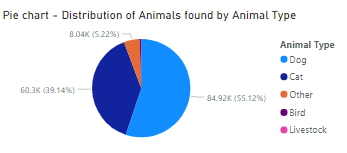 Pie chart - Distribution of Animals found by Animal Type
8.04K (5.22%)
60.3K (39.14%)
84.92K (55.12%)
Animal Type
Dog
Cat
Other
Bird
Livestock